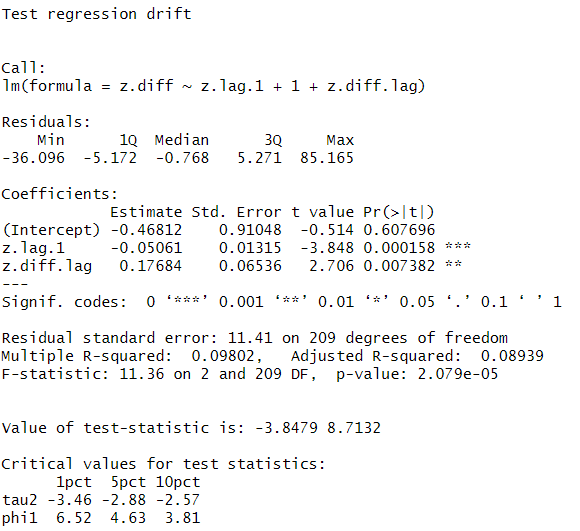 Test regression drift
Call:
lm(formula = z.diff ~ z.lag.1 + 1 + z.diff.lag)
Residuals:
    Min      1Q  Median      3Q     Max
-36.096  -5.172  -0.768   5.271  85.165
Coefficients:
            Estimate Std. Error t value Pr(>|t|)
(Intercept) -0.46812    0.91048  -0.514 0.607696
z.lag.1     -0.05061    0.01315  -3.848 0.000158 ***
z.diff.lag   0.17684    0.06536   2.706 0.007382 **
---
Signif. codes:  0 ‘***’ 0.001 ‘**’ 0.01 ‘*’ 0.05 ‘.’ 0.1 ‘ ’ 1
Residual standard error: 11.41 on 209 degrees of freedom
Multiple R-squared:  0.09802,   Adjusted R-squared:  0.08939
F-statistic: 11.36 on 2 and 209 DF,  p-value: 2.079e-05
Value of test-statistic is: -3.8479 8.7132
Critical values for test statistics:
      1pct  5pct 10pct
tau2 -3.46 -2.88 -2.57
phi1  6.52  4.63  3.81